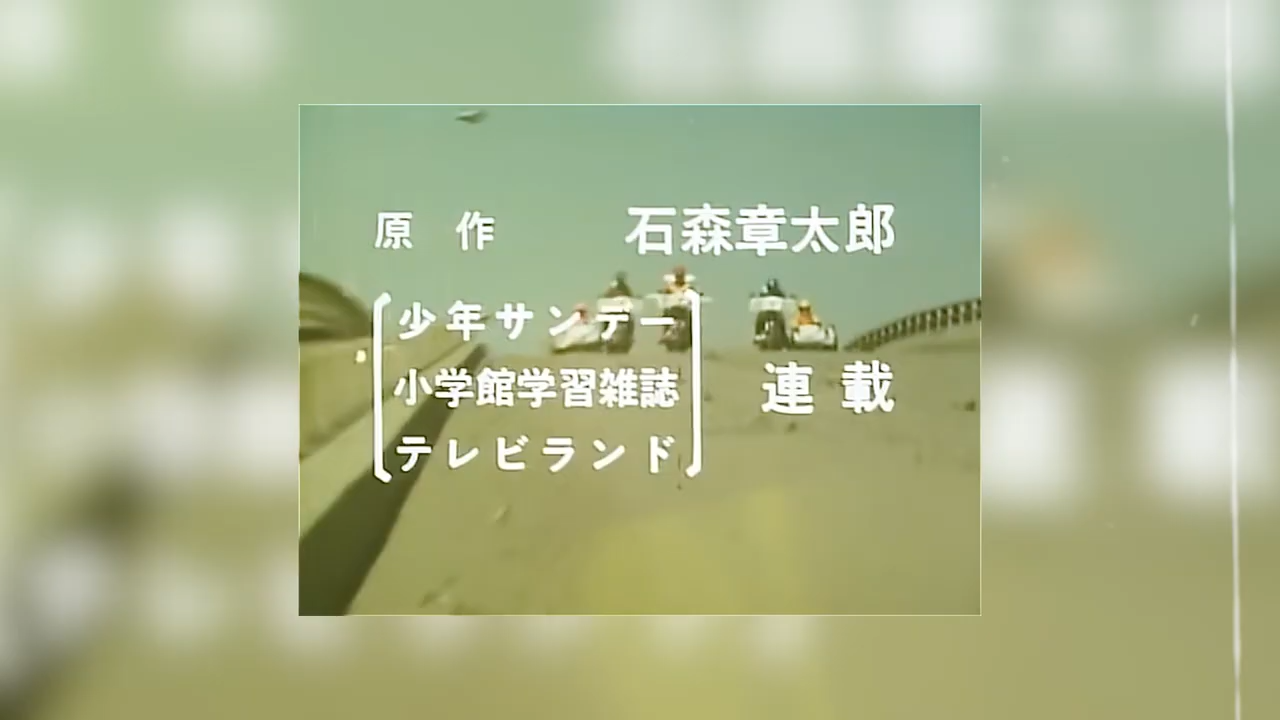 原作 石森章太郎
少年サンデー
小学館学習雑誌
テレビランド
連載